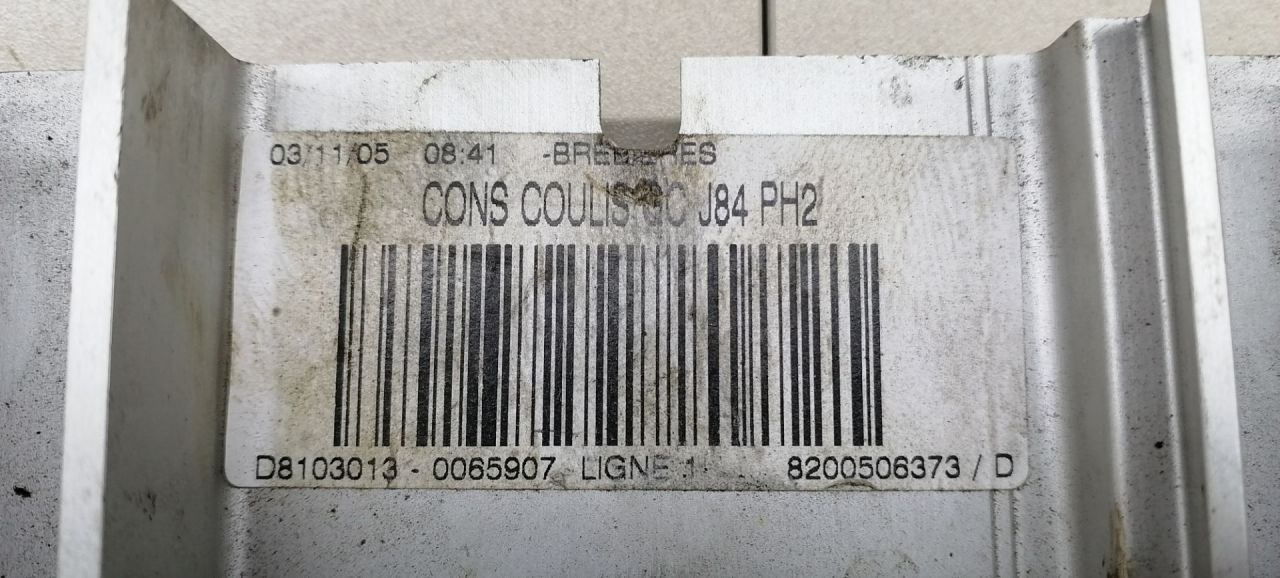 03/11/05 08:41 -BREBIERES
CONS COULIS GC J84 PH2
D8103013 - 0065907 LIGNE 1
8200506373 / D